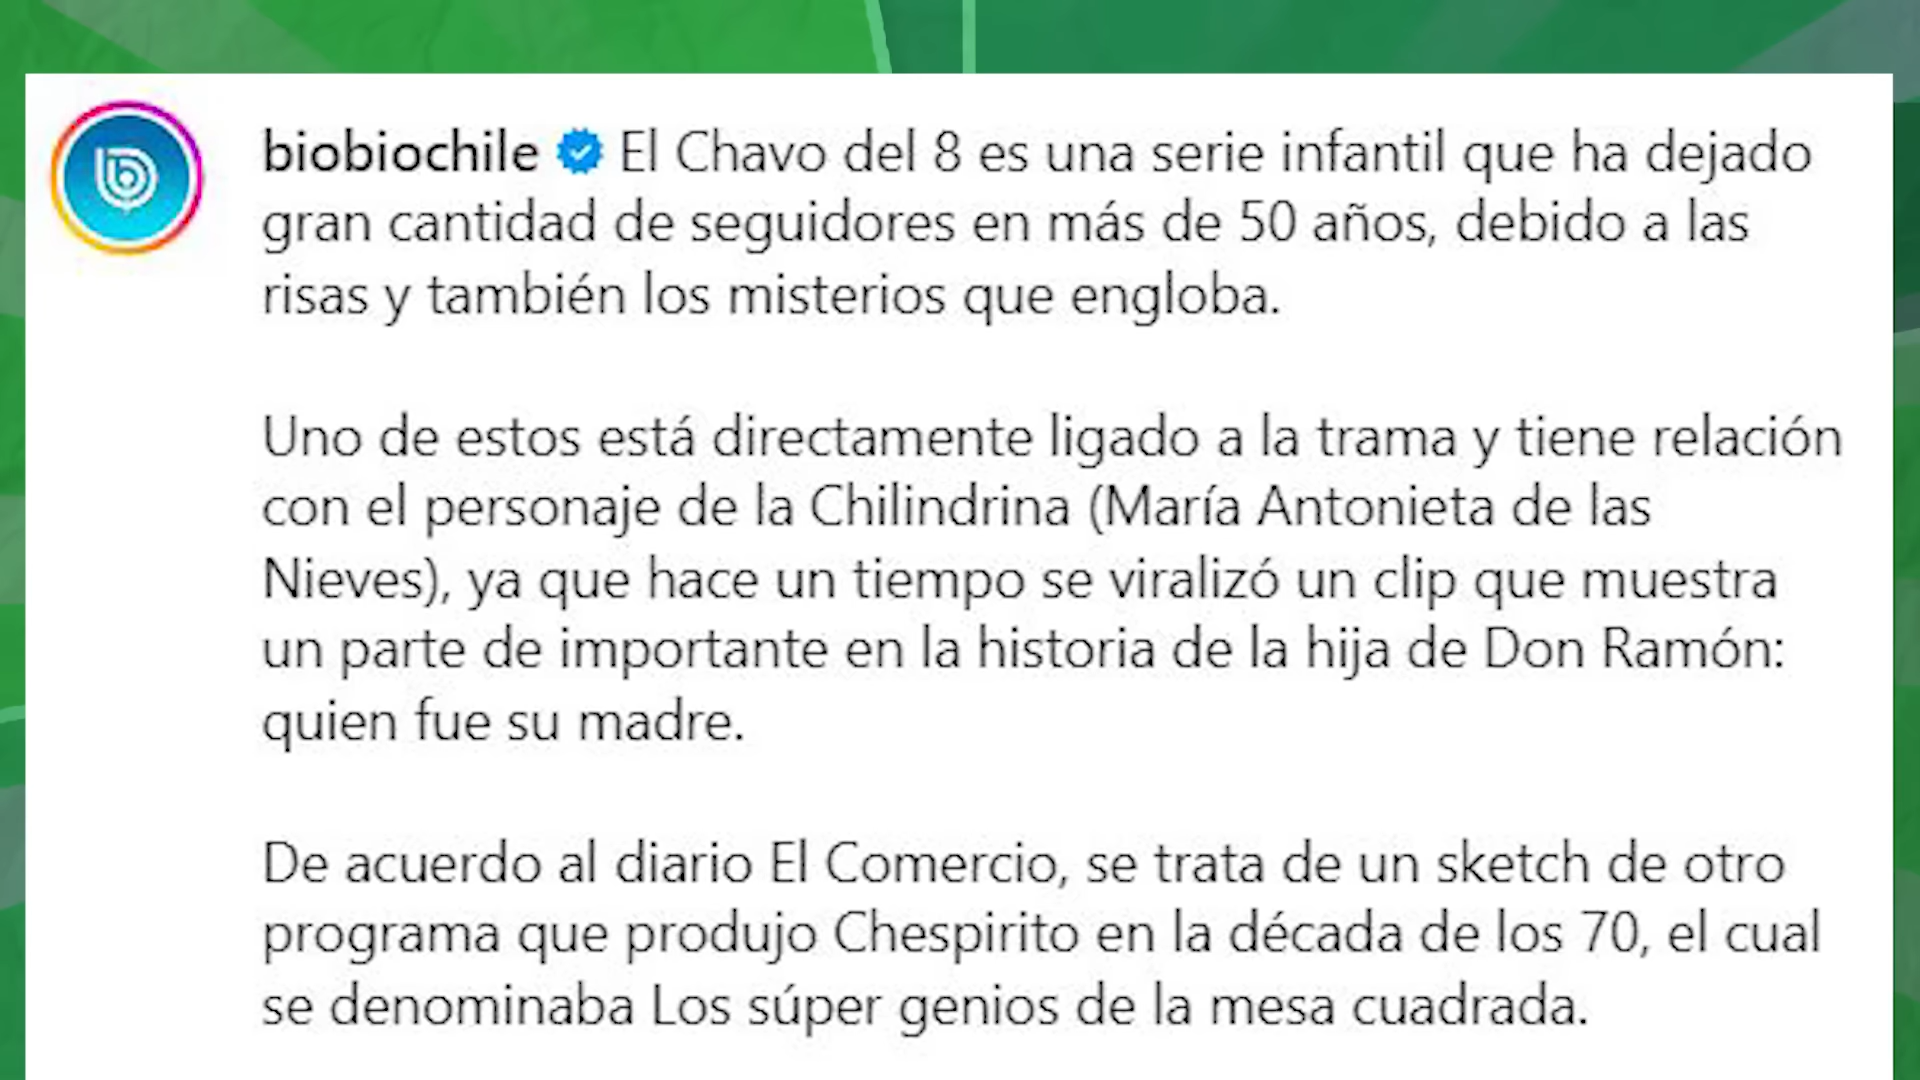 biobiochile El Chavo del 8 es una serie infantil que ha dejado
gran cantidad de seguidores en más de 50 años, debido a las
risas y también los misterios que engloba.
Uno de estos está directamente ligado a la trama y tiene relación
con el personaje de la Chilindrina (María Antonieta de las
Nieves), ya que hace un tiempo se viralizó un clip que muestra
un parte de importante en la historia de la hija de Don Ramón:
quien fue su madre.
De acuerdo al diario El Comercio, se trata de un sketch de otro
programa que produjo Chespirito en la década de los 70, el cual
se denominaba Los súper genios de la mesa cuadrada.